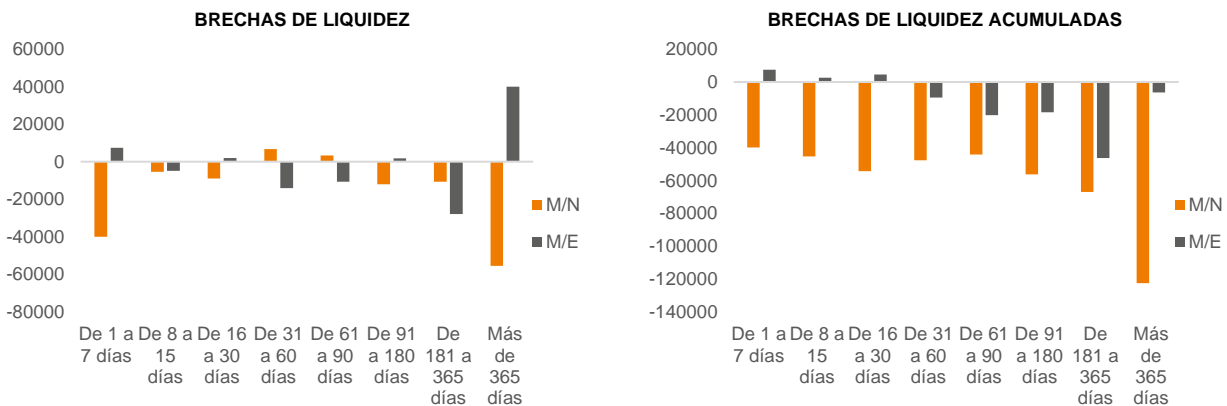 BRECHAS DE LIQUIDEZ
60000
40000
20000
0
-20000
-40000
-60000
-80000
De 1 a De 8 a De 16 De 31 De 61 De 91 De Más
7 días 15 a 30 a 60 a 90 a 180 181 a de
días días días días días 365 365
días días
M/N
M/E
BRECHAS DE LIQUIDEZ ACUMULADAS
20000
0
-20000
-40000
-60000
-80000
-100000
-120000
-140000
De 1 a De 8 a De 16 De 31 De 61 De 91 De Más
7 días 15 a 30 a 60 a 90 a 180 181 a de
días días días días días 365 365
días días
M/N
M/E